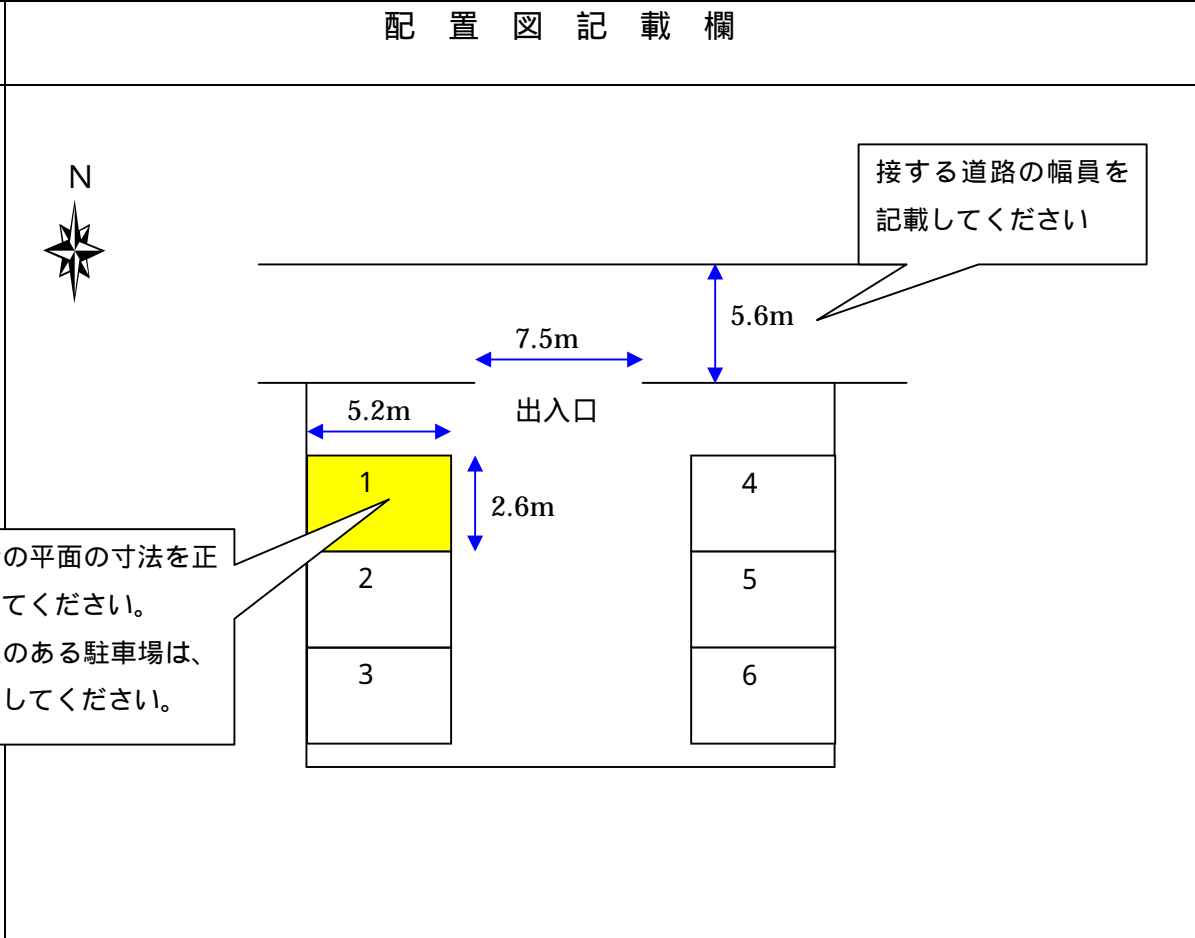 配置図記載欄
N
接する道路の幅員を
記載してください
5.6m
7.5m
出入口
5.2m
1
2.6m
4
の平面の寸法を正
てください。
のある駐車場は、
してください。
2
5
3
6